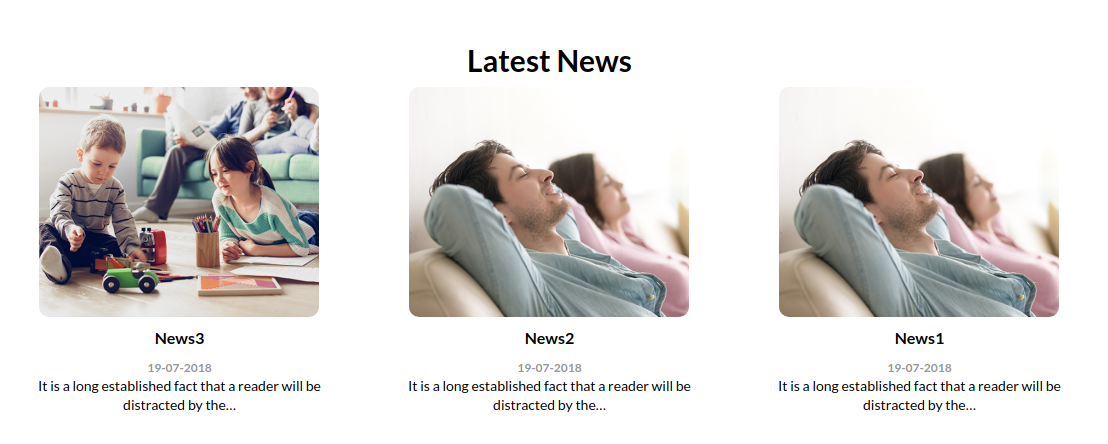 Latest News
News3
19-07-2018
It is a long established fact that a reader will be
distracted by the...
News2
19-07-2018
It is a long established fact that a reader will be
distracted by the...
News1
19-07-2018
It is a long established fact that a reader will be
distracted by the...